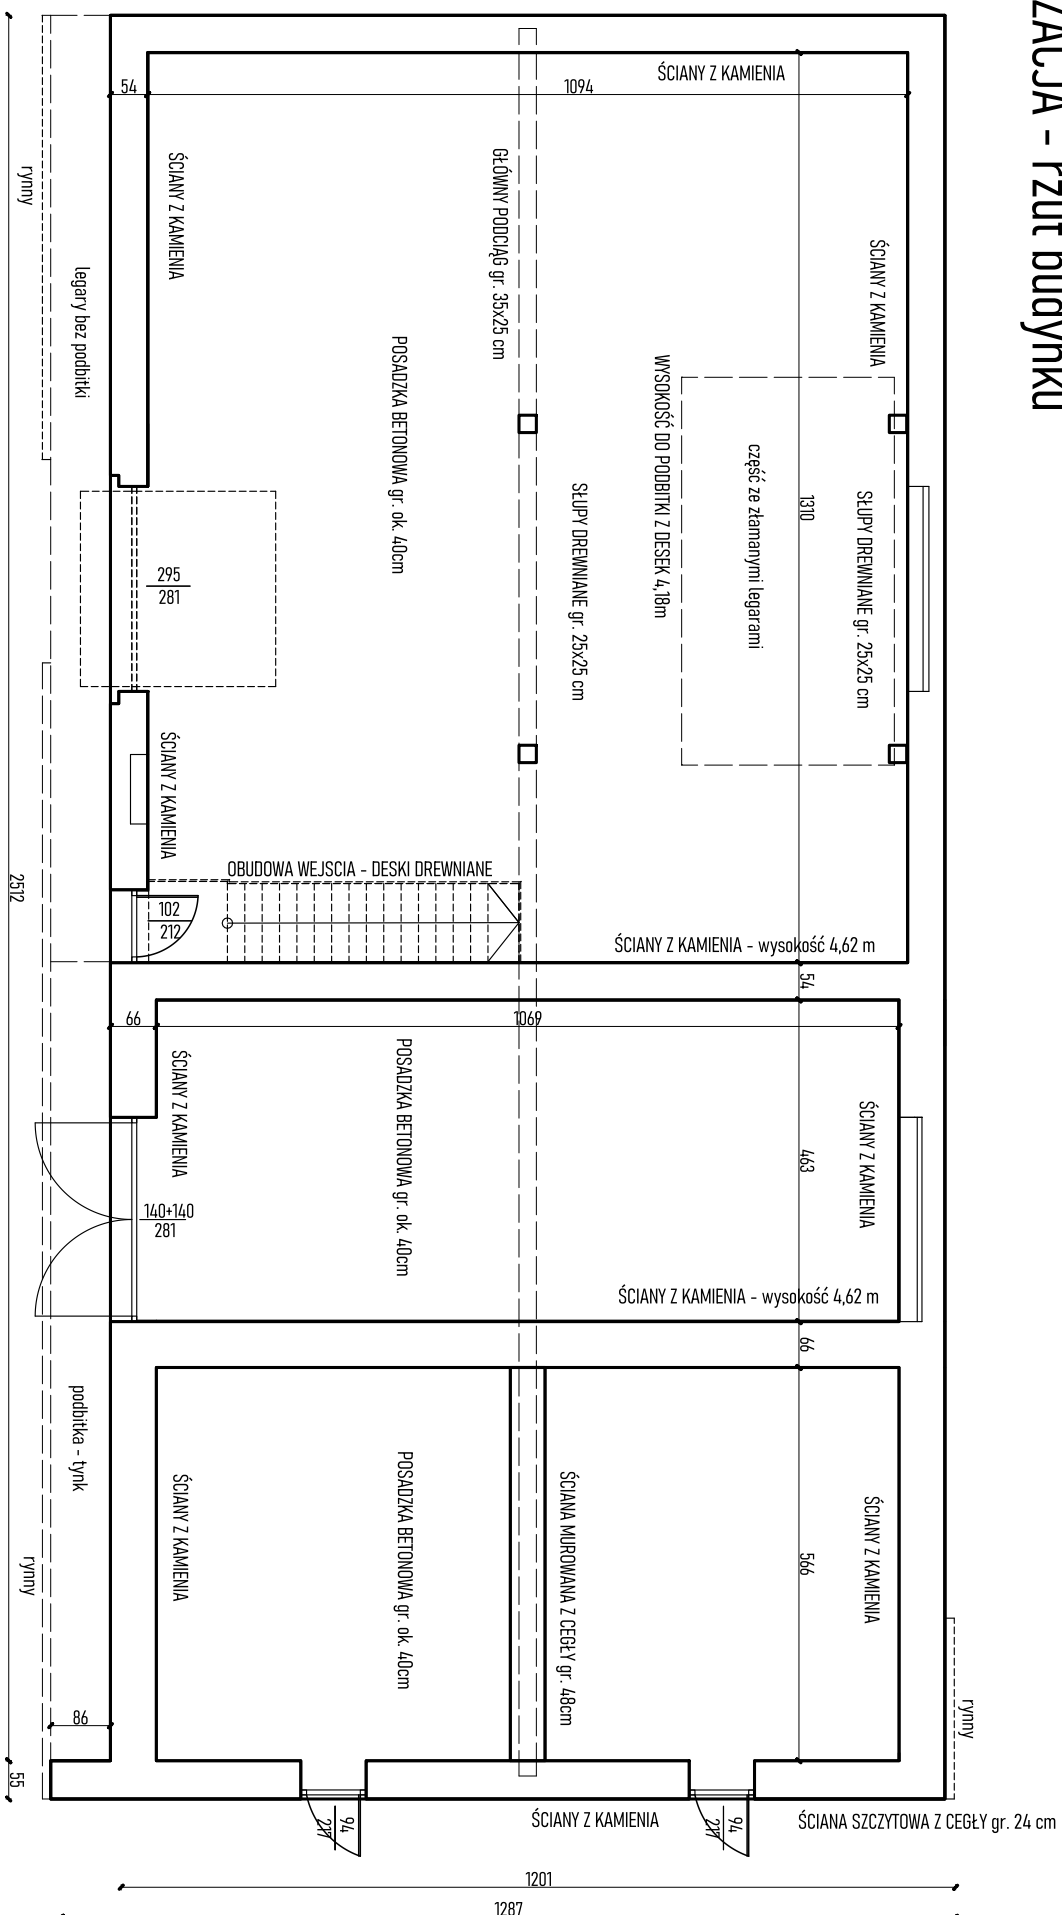 ZACJA - rzut budynku
ŚCIANY Z KAMIENIA
54
1094
rynny
ŚCIANY Z KAMIENIA
GŁÓWNY PODCIĄG gr. 35x25 cm
ŚCIANY Z KAMIENIA
legary bez podbitki
POSADZKA BETONOWA gr. ok. 40cm
WYSOKOŚĆ DO PODBITKI Z DESEK 4,18m
część ze złamanymi legarami
SŁUPY DREWNIANE gr. 25x25 cm
1310
SŁUPY DREWNIANE gr. 25x25 cm
295
281
ŚCIANY Z KAMIENIA
OBUDOWA WEJSCIA - DESKI DREWNIANE
2512
102
212
ŚCIANY Z KAMIENIA - wysokość 4,62 m
54
66
1069
ŚCIANY Z KAMIENIA
POSADZKA BETONOWA gr. ok. 40cm
ŚCIANY Z KAMIENIA
463
140+140
281
ŚCIANY Z KAMIENIA - wysokość 4,62 m
66
podbitka - tynk
ŚCIANY Z KAMIENIA
POSADZKA BETONOWA gr. ok. 40cm
ŚCIANA MUROWANA Z CEGŁY gr. 48cm
ŚCIANY Z KAMIENIA
566
rynny
rynny
86
55
94
217
94
217
ŚCIANY Z KAMIENIA
ŚCIANA SZCZYTOWA Z CEGŁY gr. 24 cm
1201
1287